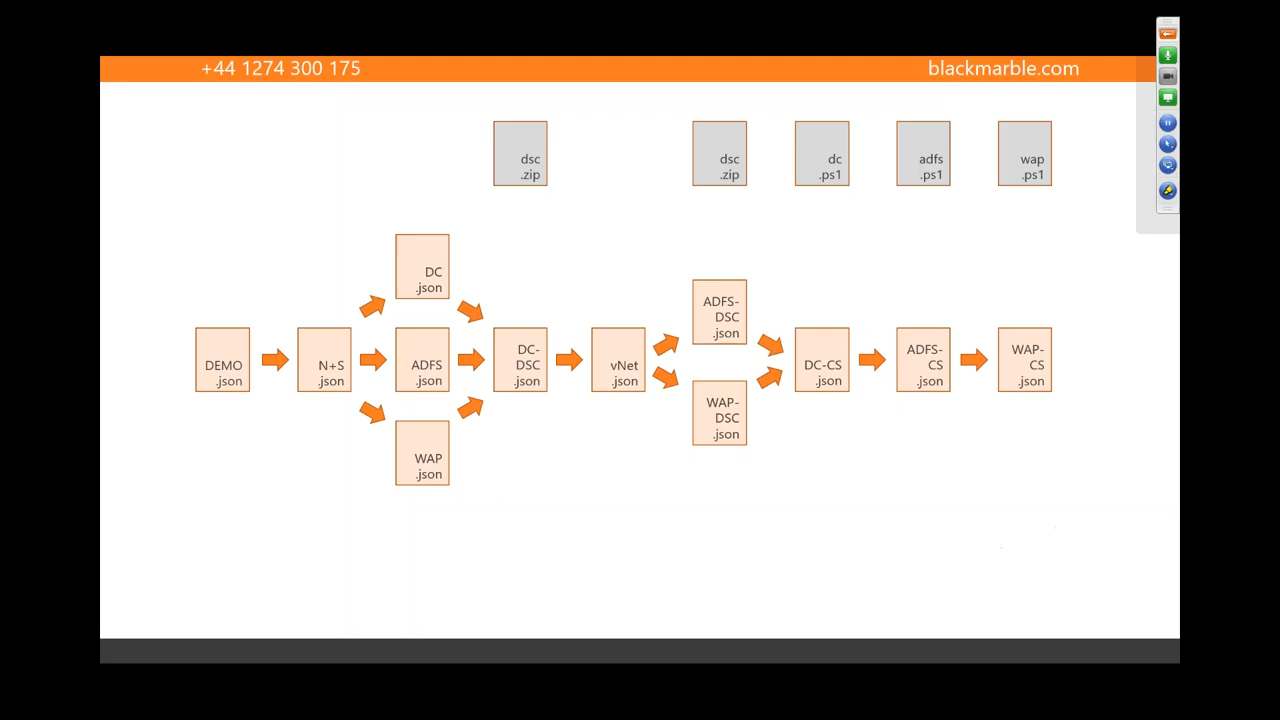 +44 1274 300 175
blackmarble.com
dsc
.zip
dsc
.zip
dc
.ps1
adfs
.ps1
wap
.ps1
DC
.json
DEMO
.json
N+S
.json
ADFS
.json
WAP
.json
DC-
DSC
.json
vNet
.json
ADFS-
DSC
.json
WAP-
DSC
.json
DC-CS
.json
ADFS-
CS
.json
WAP-
CS
.json